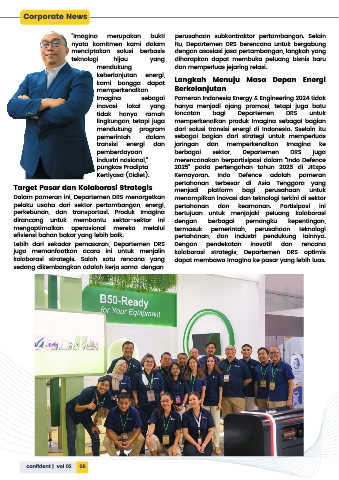 Corporate News
"Imagine merupakan bukti
nyata komitmen kami dalam
menciptakan solusi berbasis
teknologi hijau yang
mendukung
keberlanjutan energi,
kami bangga dapat
memperkenalkan
Imagine sebagai
inovasi lokal yang
tidak hanya ramah
lingkungan, tetapi juga
mendukung program
pemerintah dalam
transisi energi dan
pemberdayaan
industri nasional,"
pungkas Pradipta
Kertiyasa (Didiet).
Target Pasar dan Kolaborasi Strategis
Dalam pameran ini, Departemen DRS menargetkan
pelaku usaha dari sektor pertambangan, energi,
perkebunan, dan transportasi. Produk Imagine
dirancang untuk membantu sektor-sektor ini
mengoptimalkan operasional mereka melalui
efisiensi bahan bakar yang lebih baik.
Lebih dari sekadar pemasaran, Departemen DRS
juga memanfaatkan acara ini untuk menjalin
kolaborasi strategis. Salah satu rencana yang
sedang dikembangkan adalah kerja sama dengan
perusahaan subkontraktor pertambangan. Selain
itu, Departemen DRS berencana untuk bergabung
dengan asosiasi jasa pertambangan, langkah yang
diharapkan dapat membuka peluang bisnis baru
dan memperluas jejaring relasi.
Langkah Menuju Masa Depan Energi
Berkelanjutan
Pameran Indonesia Energy & Engineering 2024 tidak
hanya menjadi ajang promosi, tetapi juga batu
loncatan bagi Departemen DRS untuk
memperkenalkan produk Imagine sebagai bagian
dari solusi transisi energi di Indonesia. Sselain itu
sebagai bagian dari strategi untuk memperluas
jaringan dan memperkenalkan Imagine ke
berbagai sektor, Departemen DRS juga
merencanakan berpartisipasi dalam "Indo Defence
2025" pada pertengahan tahun 2025 di JIExpo
Kemayoran. Indo Defence adalah pameran
pertahanan terbesar di Asia Tenggara yang
menjadi platform bagi perusahaan untuk
menampilkan inovasi dan teknologi terkini di sektor
pertahanan dan keamanan. Partisipasi ini
bertujuan untuk menjajaki peluang kolaborasi
dengan berbagai pemangku kepentingan,
termasuk pemerintah, perusahaan teknologi
pertahanan, dan industri pendukung lainnya.
Dengan pendekatan inovatif dan rencana
kolaborasi strategis, Departemen DRS optimis
dapat membawa Imagine ke pasar yang lebih luas.
B50-Ready
for Your Equipment
confident | vol 02 08